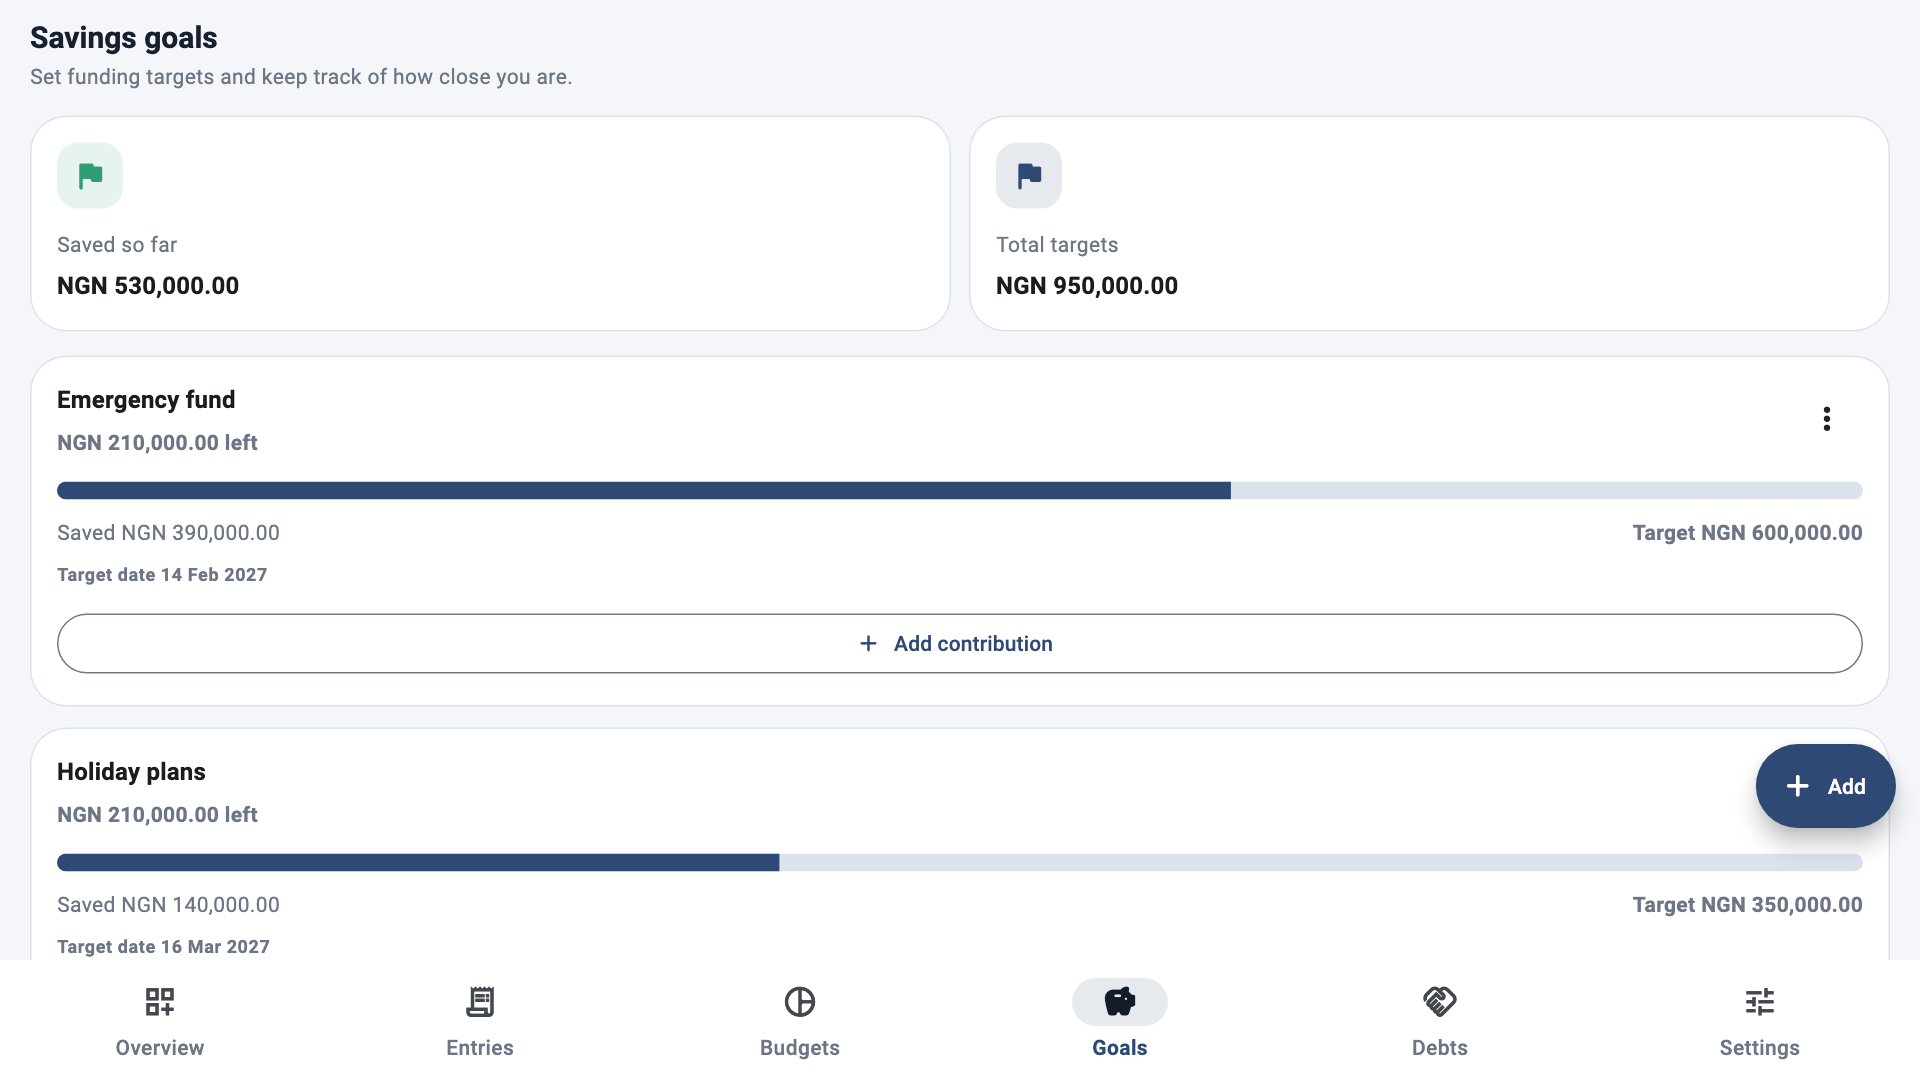 Savings goals
Set funding targets and keep track of how close you are.
Saved so far
NGN 530,000.00
Total targets
NGN 950,000.00
Emergency fund
NGN 210,000.00 left
Saved NGN 390,000.00
Target NGN 600,000.00
Target date 14 Feb 2027
Add contribution
Holiday plans
Add
NGN 210,000.00 left
Saved NGN 140,000.00
Target NGN 350,000.00
Target date 16 Mar 2027
Overview
Entries
Budgets
Goals
Debts
Settings